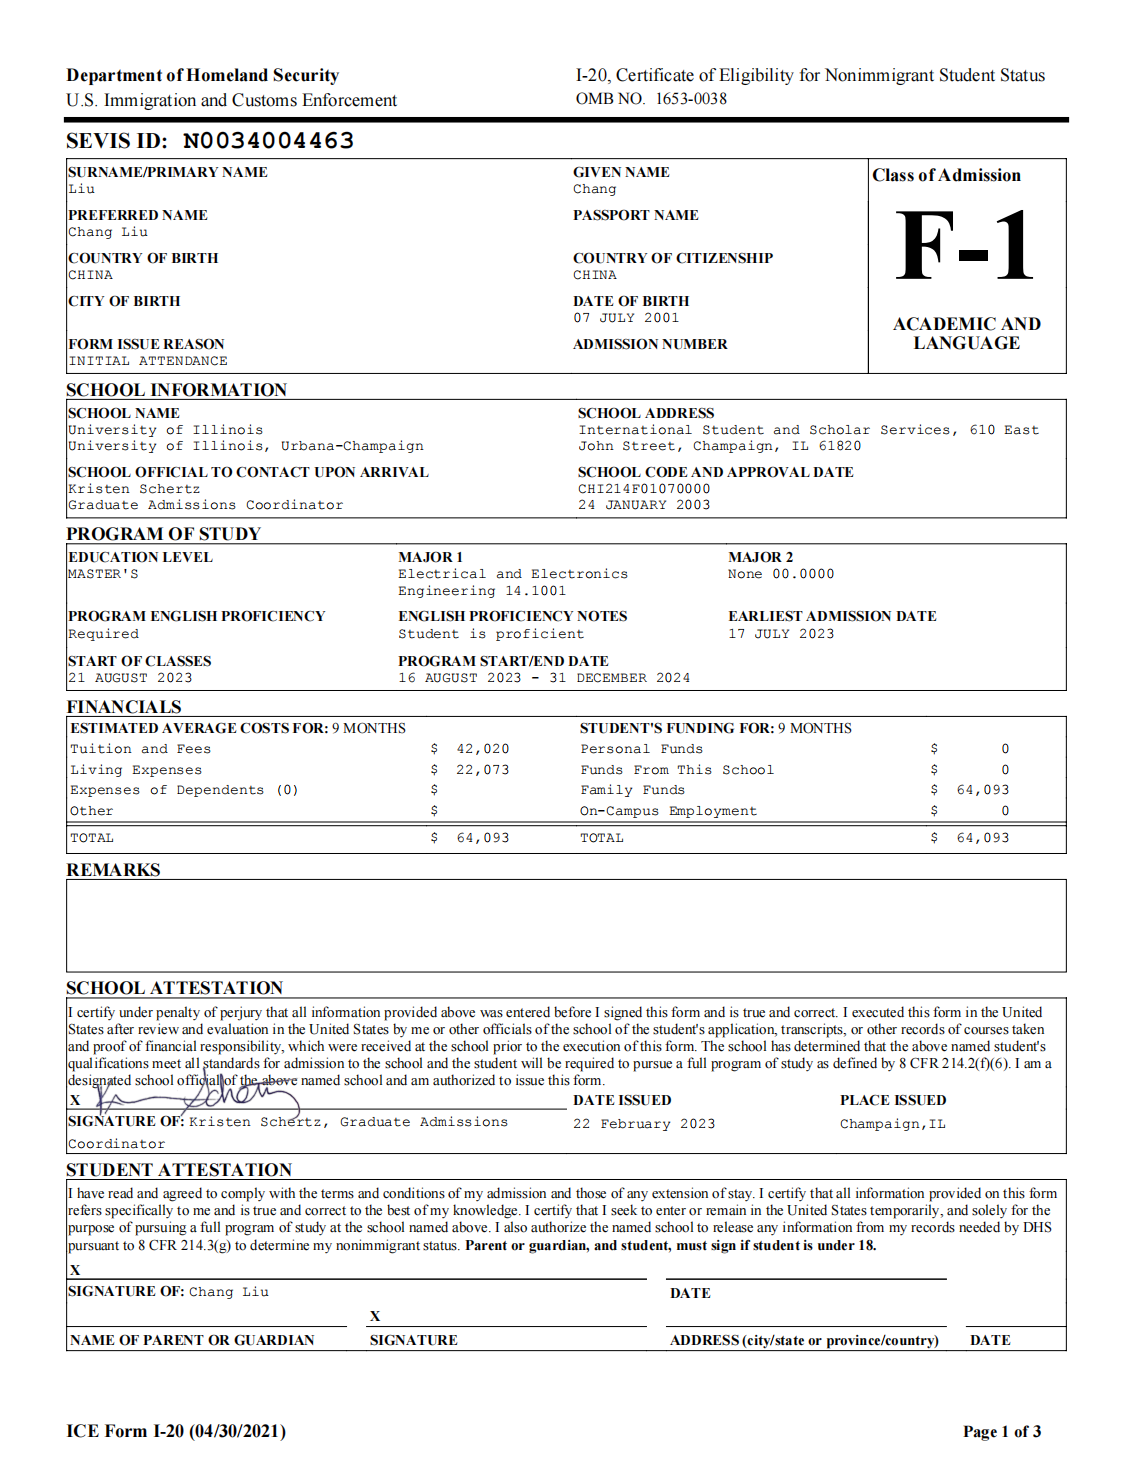 Department of Homeland Security
U.S. Immigration and Customs Enforcement
I-20, Certificate of Eligibility for Nonimmigrant Student Status
OMB NO. 1653-0038
SEVIS ID: N0034004463
SURNAME/PRIMARY NAME
Liu
GIVEN NAME
Chang
PREFERRED NAME
Chang Liu
PASSPORT NAME
COUNTRY OF BIRTH
CHINA
COUNTRY OF CITIZENSHIP
CHINA
CITY OF BIRTH
DATE OF BIRTH
07 JULY 2001
FORM ISSUE REASON
INITIAL ATTENDANCE
ADMISSION NUMBER
Class of Admission
F-1
ACADEMIC AND
LANGUAGE
SCHOOL INFORMATION
SCHOOL NAME
University of Illinois
University of Illinois, Urbana-Champaign
SCHOOL ADDRESS
International Student and Scholar Services, 610 East
John Street, Champaign, IL 61820
SCHOOL OFFICIAL TO CONTACT UPON ARRIVAL
Kristen Schertz
Graduate Admissions Coordinator
SCHOOL CODE AND APPROVAL DATE
CHI214F01070000
24 JANUARY 2003
PROGRAM OF STUDY
EDUCATION LEVEL
MASTER'S
MAJOR 1
Electrical and Electronics
Engineering 14.1001
MAJOR 2
None 00.0000
PROGRAM ENGLISH PROFICIENCY
Required
ENGLISH PROFICIENCY NOTES
Student is proficient
EARLIEST ADMISSION DATE
17 JULY 2023
START OF CLASSES
21 AUGUST 2023
PROGRAM START/END DATE
16 AUGUST 2023 - 31 DECEMBER 2024
FINANCIALS
ESTIMATED AVERAGE COSTS FOR: 9 MONTHS
Tuition and Fees $ 42,020
Living Expenses $ 22,073
Expenses of Dependents (0) $
Other $
TOTAL $ 64,093
STUDENT'S FUNDING FOR: 9 MONTHS
Personal Funds $ 0
Funds From This School $ 0
Family Funds $ 64,093
On-Campus Employment $ 0
TOTAL $ 64,093
REMARKS
SCHOOL ATTESTATION
I certify under penalty of perjury that all information provided above was entered before I signed this form and is true and correct. I executed this form in the United
States after review and evaluation in the United States by me or other officials of the school of the student's application, transcripts, or other records of courses taken
and proof of financial responsibility, which were received at the school prior to the execution of this form. The school has determined that the above named student's
qualifications meet all standards for admission to the school and the student will be required to pursue a full program of study as defined by 8 CFR 214.2(f)(6). I am a
designated school official of the above named school and am authorized to issue this form.
X
SIGNATURE OF: Kristen Schertz, Graduate Admissions
Coordinator
DATE ISSUED
22 February 2023
PLACE ISSUED
Champaign,IL
STUDENT ATTESTATION
I have read and agreed to comply with the terms and conditions of my admission and those of any extension of stay. I certify that all information provided on this form
refers specifically to me and is true and correct to the best of my knowledge. I certify that I seek to enter or remain in the United States temporarily, and solely for the
purpose of pursuing a full program of study at the school named above. I also authorize the named school to release any information from my records needed by DHS
pursuant to 8 CFR 214.3(g) to determine my nonimmigrant status. Parent or guardian, and student, must sign if student is under 18.
X
SIGNATURE OF: Chang Liu
DATE
X
NAME OF PARENT OR GUARDIAN
SIGNATURE
ADDRESS (city/state or province/country)
DATE
ICE Form I-20 (04/30/2021)
Page 1 of 3